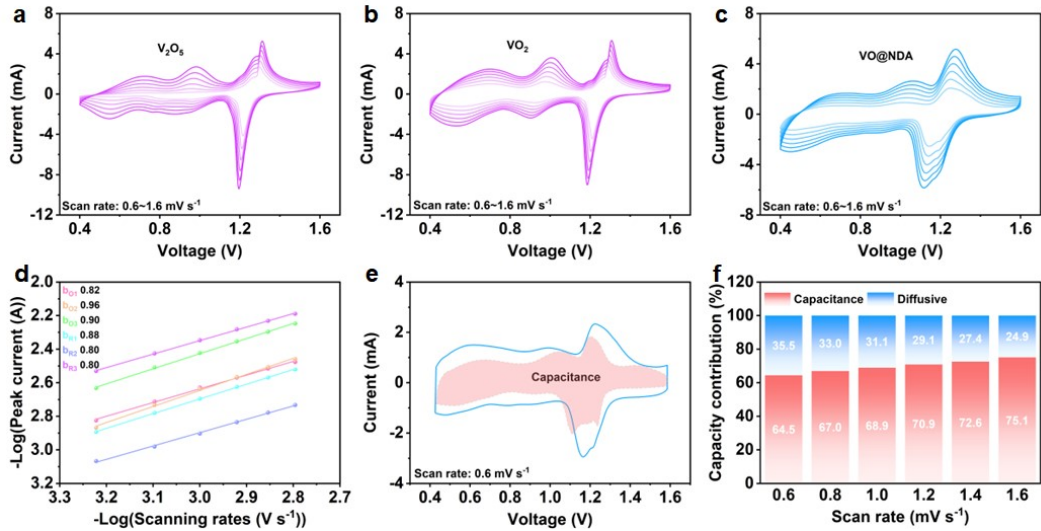 a
V₂O₅
Current (mA)
8
4
0
-4
-8
-12
Scan rate: 0.6~1.6 mV s⁻¹
0.4 0.8 1.2 1.6
Voltage (V)
b
VO₂
Current (mA)
8
4
0
-4
-8
-12
Scan rate: 0.6~1.6 mV s⁻¹
0.4 0.8 1.2 1.6
Voltage (V)
c
VO@NDA
Current (mA)
8
4
0
-4
-8
Scan rate: 0.6~1.6 mV s⁻¹
0.4 0.8 1.2 1.6
Voltage (V)
d
b_O1 0.82
b_O2 0.96
b_O3 0.90
b_R1 0.88
b_R2 0.80
b_R3 0.80
-Log(Peak current (A))
2.0
2.2
2.4
2.6
2.8
3.0
3.2
3.3 3.2 3.1 3.0 2.9 2.8 2.7
-Log(Scanning rates (V s⁻¹))
e
Current (mA)
4
2
0
-2
-4
Capacitance
Scan rate: 0.6 mV s⁻¹
0.4 0.6 0.8 1.0 1.2 1.4 1.6
Voltage (V)
f
Capacitance Diffusive
Capacity contribution (%)
120
100
80
60
40
20
0
35.5 33.0 31.1 29.1 27.4 24.9
64.5 67.0 68.9 70.9 72.6 75.1
0.6 0.8 1.0 1.2 1.4 1.6
Scan rate (mV s⁻¹)